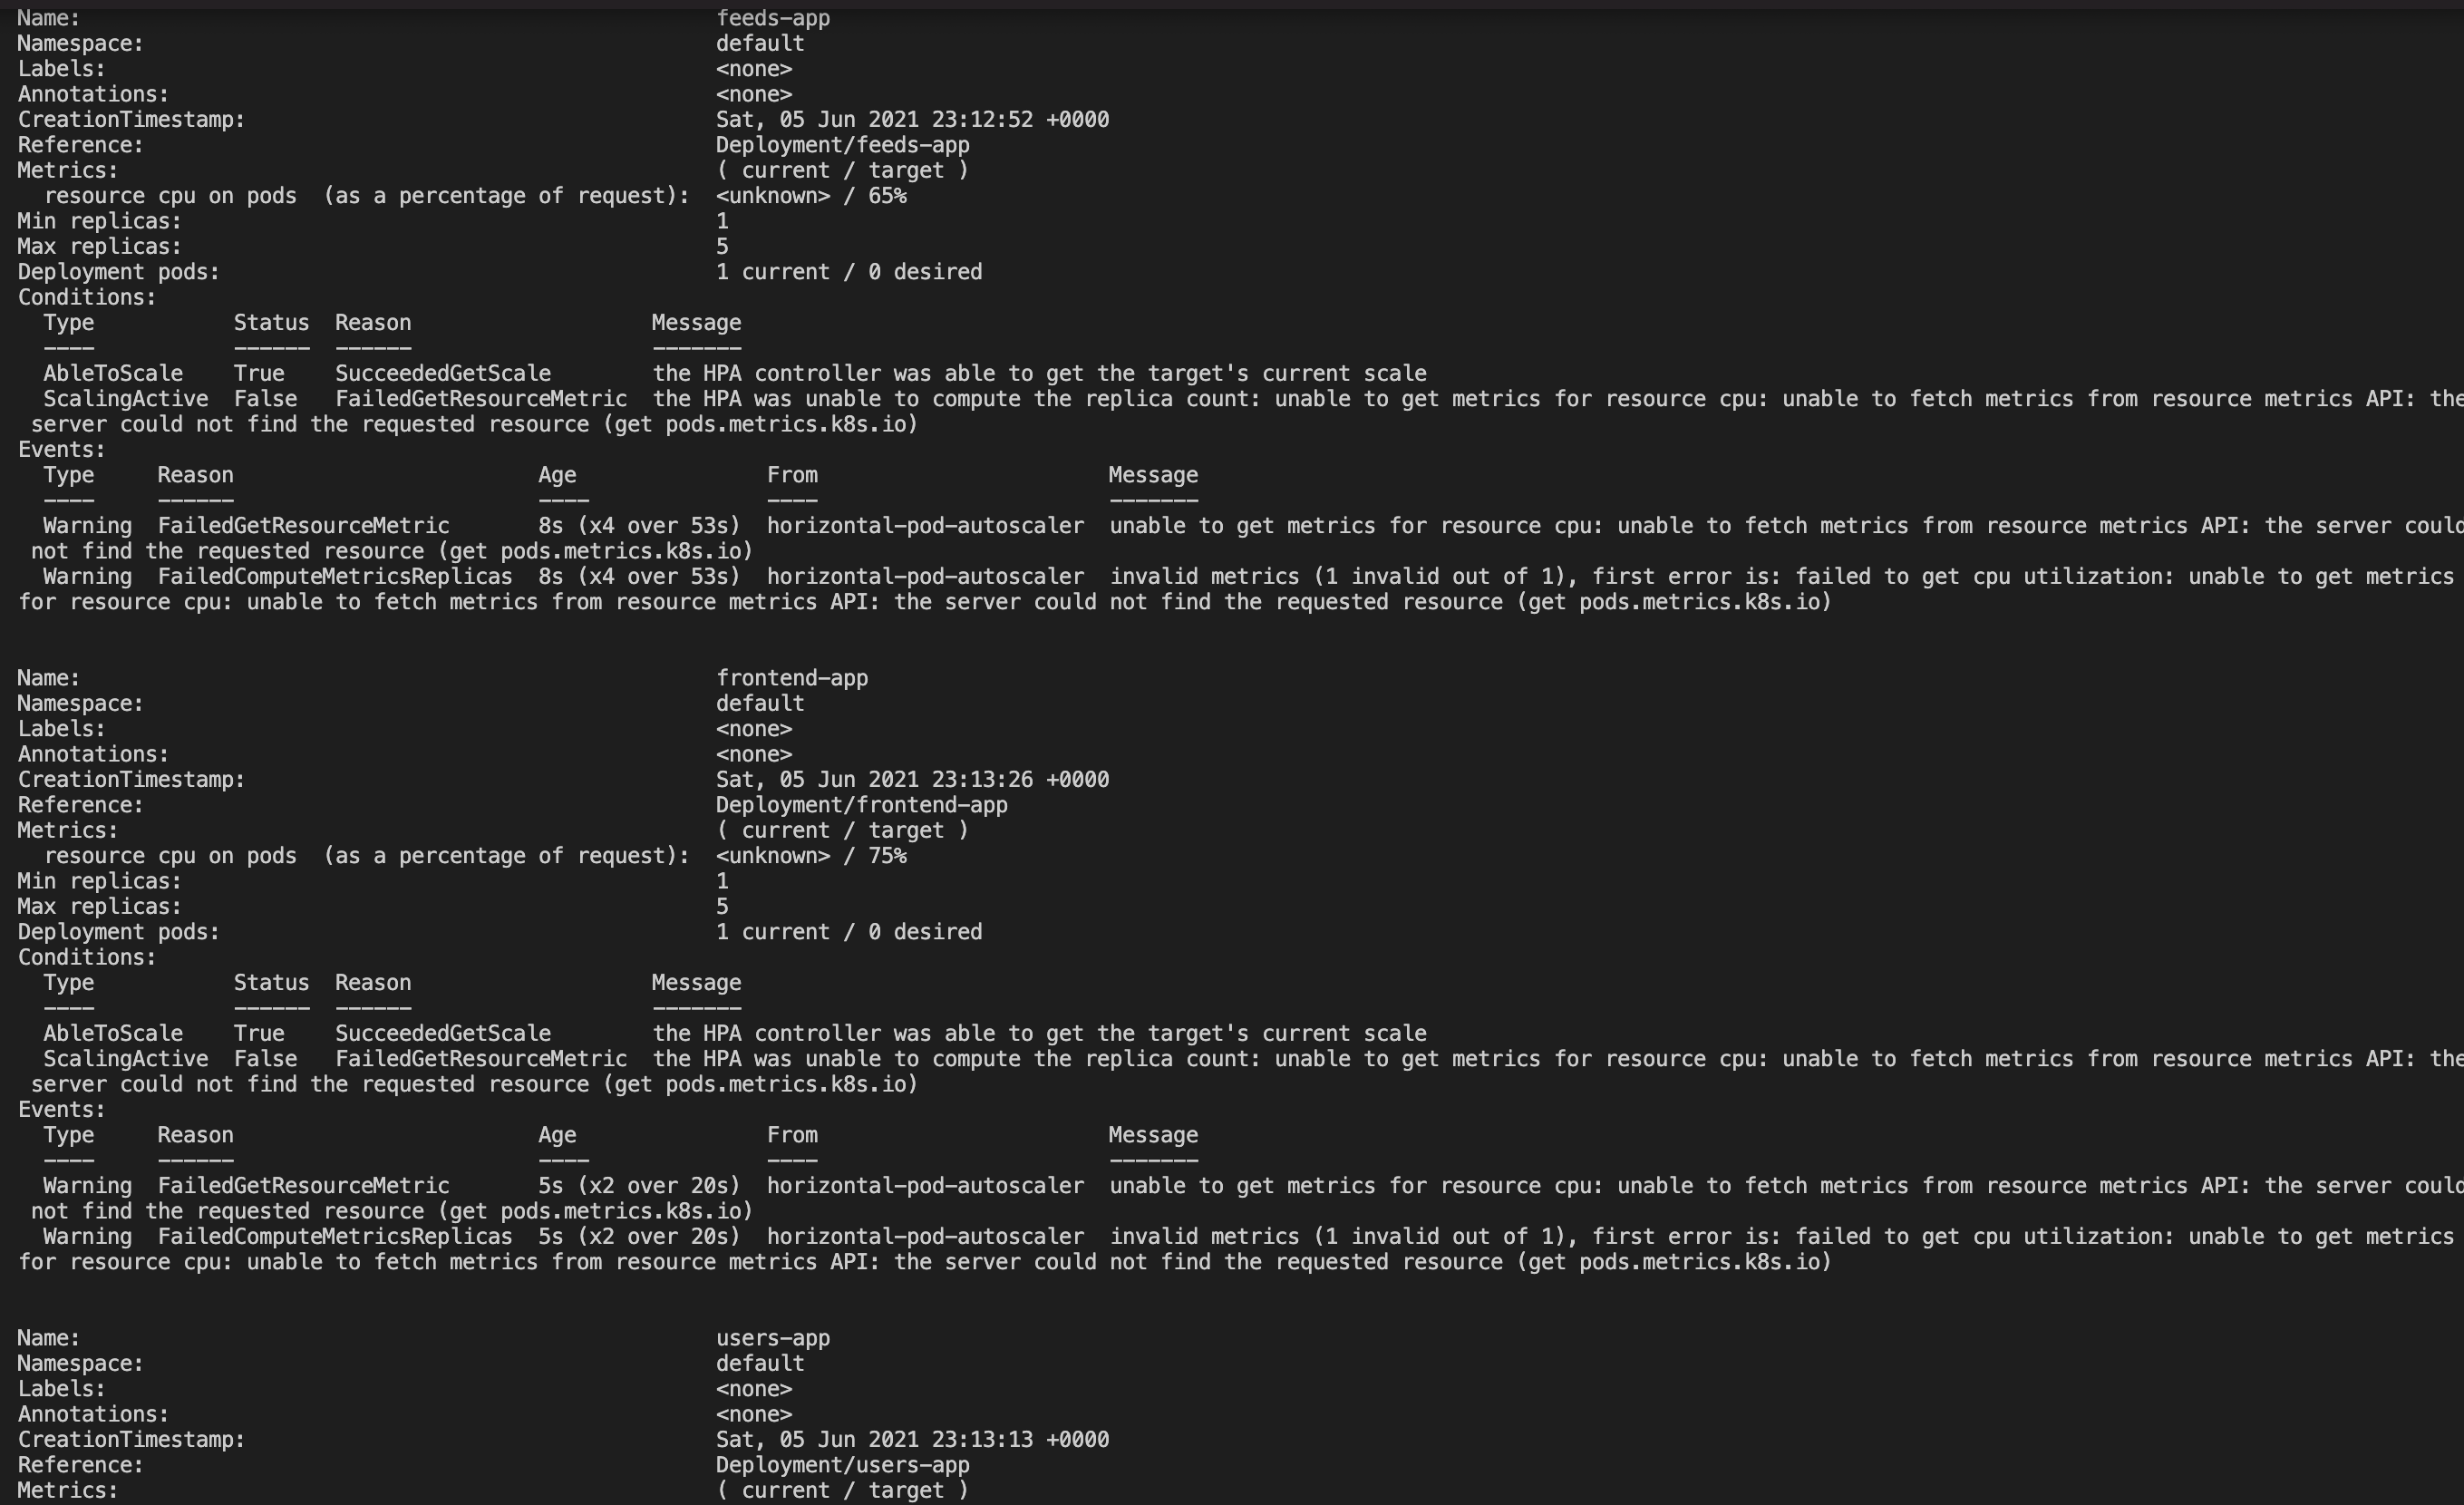 Name: feeds-app
Namespace: default
Labels: <none>
Annotations: <none>
CreationTimestamp: Sat, 05 Jun 2021 23:12:52 +0000
Reference: Deployment/feeds-app
Metrics: ( current / target )
resource cpu on pods (as a percentage of request): <unknown> / 65%
Min replicas: 1
Max replicas: 5
Deployment pods: 1 current / 0 desired
Conditions:
Type Status Reason Message
---- ------ ------ -------
AbleToScale True SucceededGetScale the HPA controller was able to get the target's current scale
ScalingActive False FailedGetResourceMetric the HPA was unable to compute the replica count: unable to get metrics for resource cpu: unable to fetch metrics from resource metrics API: the
server could not find the requested resource (get pods.metrics.k8s.io)
Events:
Type Reason Age From Message
---- ------ ---- ---- -------
Warning FailedGetResourceMetric 8s (x4 over 53s) horizontal-pod-autoscaler unable to get metrics for resource cpu: unable to fetch metrics from resource metrics API: the server could
not find the requested resource (get pods.metrics.k8s.io)
Warning FailedComputeMetricsReplicas 8s (x4 over 53s) horizontal-pod-autoscaler invalid metrics (1 invalid out of 1), first error is: failed to get cpu utilization: unable to get metrics
for resource cpu: unable to fetch metrics from resource metrics API: the server could not find the requested resource (get pods.metrics.k8s.io)
Name: frontend-app
Namespace: default
Labels: <none>
Annotations: <none>
CreationTimestamp: Sat, 05 Jun 2021 23:13:26 +0000
Reference: Deployment/frontend-app
Metrics: ( current / target )
resource cpu on pods (as a percentage of request): <unknown> / 75%
Min replicas: 1
Max replicas: 5
Deployment pods: 1 current / 0 desired
Conditions:
Type Status Reason Message
---- ------ ------ -------
AbleToScale True SucceededGetScale the HPA controller was able to get the target's current scale
ScalingActive False FailedGetResourceMetric the HPA was unable to compute the replica count: unable to get metrics for resource cpu: unable to fetch metrics from resource metrics API: the
server could not find the requested resource (get pods.metrics.k8s.io)
Events:
Type Reason Age From Message
---- ------ ---- ---- -------
Warning FailedGetResourceMetric 5s (x2 over 20s) horizontal-pod-autoscaler unable to get metrics for resource cpu: unable to fetch metrics from resource metrics API: the server could
not find the requested resource (get pods.metrics.k8s.io)
Warning FailedComputeMetricsReplicas 5s (x2 over 20s) horizontal-pod-autoscaler invalid metrics (1 invalid out of 1), first error is: failed to get cpu utilization: unable to get metrics
for resource cpu: unable to fetch metrics from resource metrics API: the server could not find the requested resource (get pods.metrics.k8s.io)
Name: users-app
Namespace: default
Labels: <none>
Annotations: <none>
CreationTimestamp: Sat, 05 Jun 2021 23:13:13 +0000
Reference: Deployment/users-app
Metrics: ( current / target )